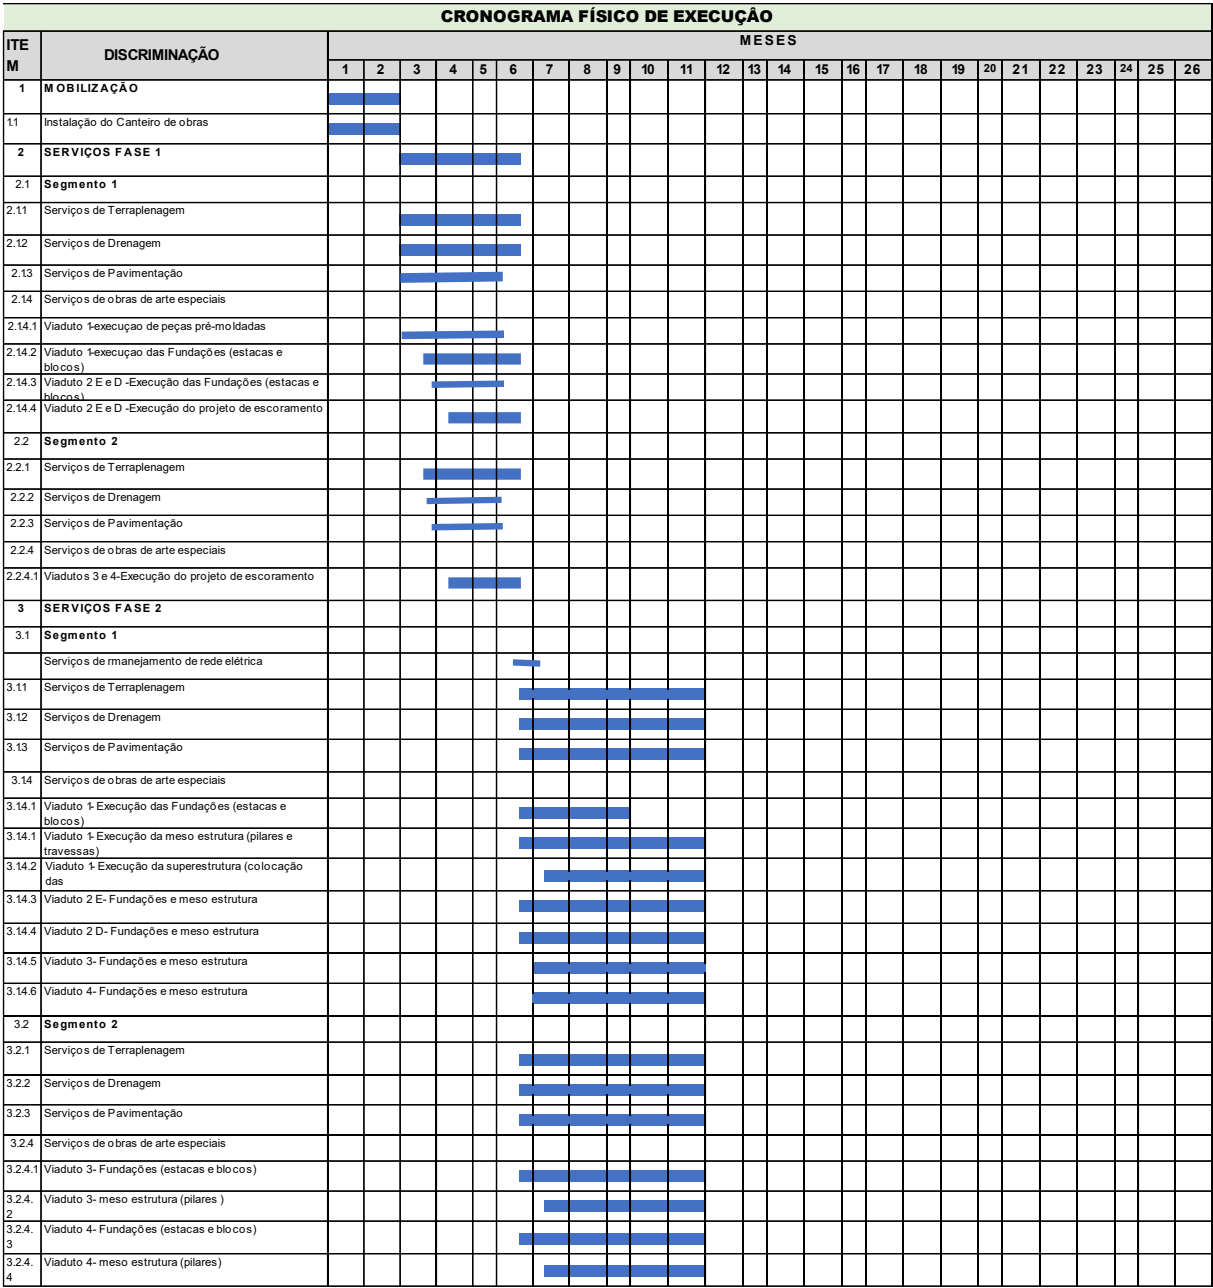 CRONOGRAMA FÍSICO DE EXECUÇÂO
ITE
M
DISCRIMINAÇÃO
MESES
1 2 3 4 5 6 7 8 9 10 11 12 13 14 15 16 17 18 19 20 21 22 23 24 25 26
1 MOBILIZAÇÃO
1.1 Instalação do Canteiro de obras
2 SERVIÇOS FASE 1
2.1 Segmento 1
2.1.1 Serviços de Terraplenagem
2.1.2 Serviços de Drenagem
2.1.3 Serviços de Pavimentação
2.1.4 Serviços de obras de arte especiais
2.1.4.1 Viaduto 1-execuçao de peças pré-moldadas
2.1.4.2 Viaduto 1-execuçao das Fundações (estacas e
blocos)
2.1.4.3 Viaduto 2 E e D -Execução das Fundações (estacas e
blocos)
2.1.4.4 Viaduto 2 E e D -Execução do projeto de escoramento
2.2 Segmento 2
2.2.1 Serviços de Terraplenagem
2.2.2 Serviços de Drenagem
2.2.3 Serviços de Pavimentação
2.2.4 Serviços de obras de arte especiais
2.2.4.1 Viadutos 3 e 4-Execução do projeto de escoramento
3 SERVIÇOS FASE 2
3.1 Segmento 1
Serviços de rmanejamento de rede elétrica
3.1.1 Serviços de Terraplenagem
3.1.2 Serviços de Drenagem
3.1.3 Serviços de Pavimentação
3.1.4 Serviços de obras de arte especiais
3.1.4.1 Viaduto 1- Execução das Fundações (estacas e
blocos)
3.1.4.1 Viaduto 1- Execução da meso estrutura (pilares e
travessas)
3.1.4.2 Viaduto 1- Execução da superestrutura (colocação
das
3.1.4.3 Viaduto 2 E- Fundações e meso estrutura
3.1.4.4 Viaduto 2 D- Fundações e meso estrutura
3.1.4.5 Viaduto 3- Fundações e meso estrutura
3.1.4.6 Viaduto 4- Fundações e meso estrutura
3.2 Segmento 2
3.2.1 Serviços de Terraplenagem
3.2.2 Serviços de Drenagem
3.2.3 Serviços de Pavimentação
3.2.4 Serviços de obras de arte especiais
3.2.4.1 Viaduto 3- Fundações (estacas e blocos)
3.2.4. Viaduto 3- meso estrutura (pilares )
2
3.2.4. Viaduto 4- Fundações (estacas e blocos)
3
3.2.4. Viaduto 4- meso estrutura (pilares)
4